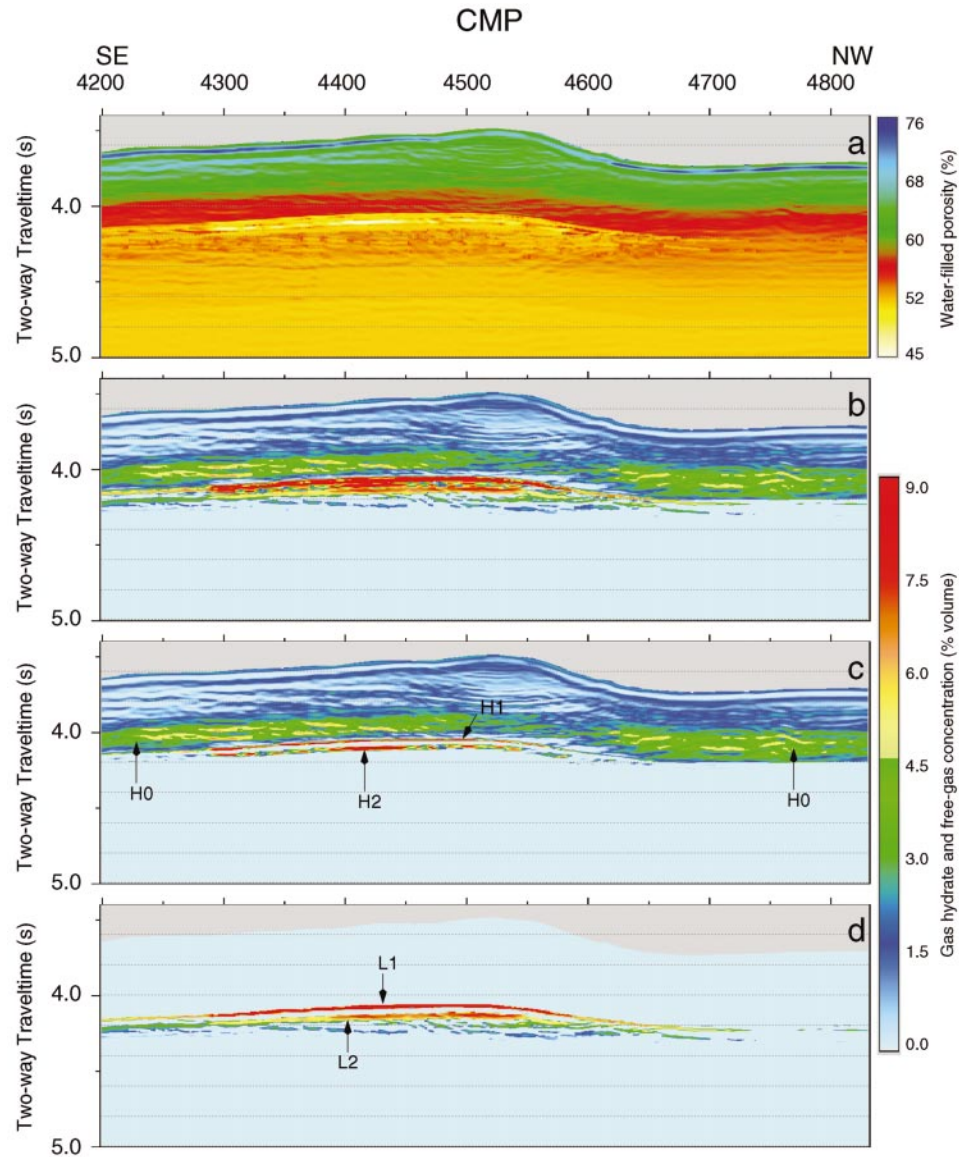 CMP
SE NW
4200 4300 4400 4500 4600 4700 4800
a
Two-way Traveltime (s)
4.0
5.0
76
68
60
52
45
Water-filled porosity (%)
b
Two-way Traveltime (s)
4.0
5.0
c
Two-way Traveltime (s)
4.0
5.0
H1
H0
H2
H0
d
Two-way Traveltime (s)
4.0
5.0
L1
L2
9.0
7.5
6.0
4.5
3.0
1.5
0.0
Gas hydrate and free-gas concentration (% volume)